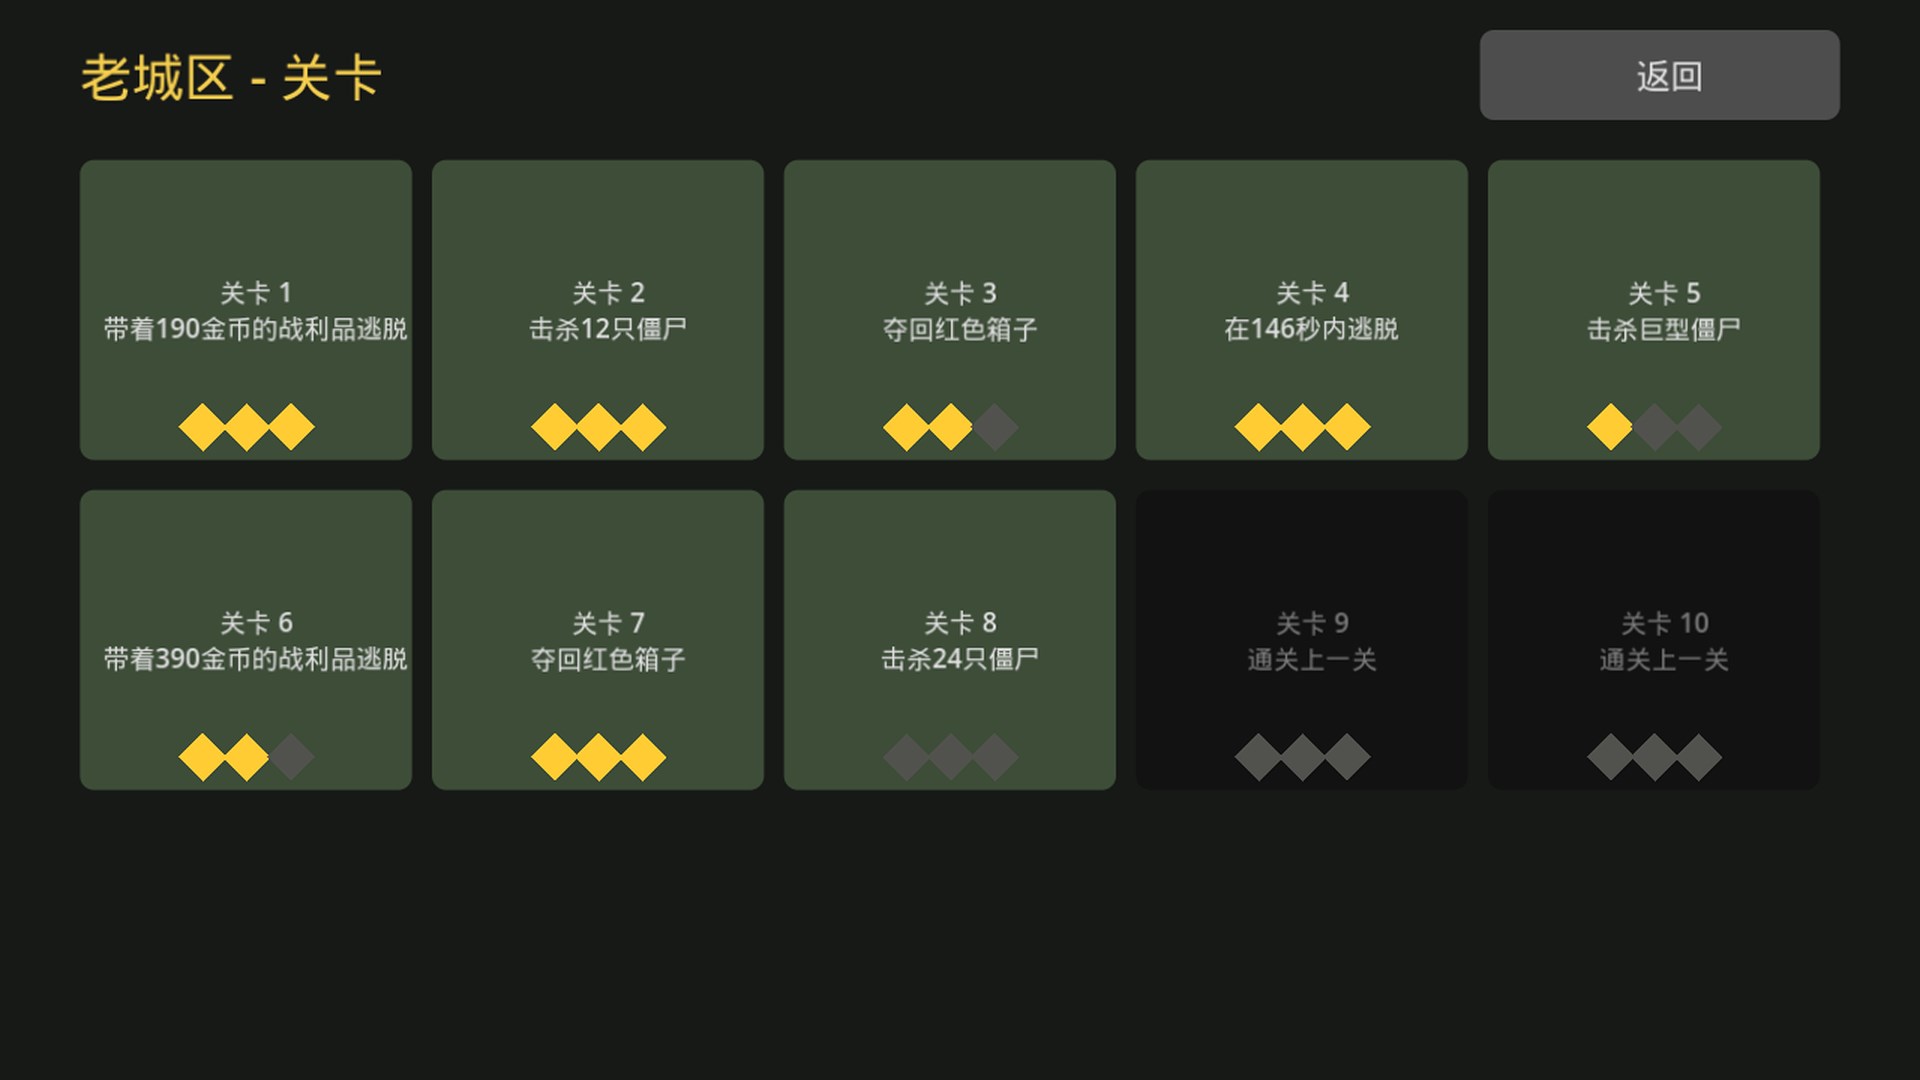 老城区 - 关卡
返回
关卡 1
带着190金币的战利品逃脱
关卡 2
击杀12只僵尸
关卡 3
夺回红色箱子
关卡 4
在146秒内逃脱
关卡 5
击杀巨型僵尸
关卡 6
带着390金币的战利品逃脱
关卡 7
夺回红色箱子
关卡 8
击杀24只僵尸
关卡 9
通关上一关
关卡 10
通关上一关